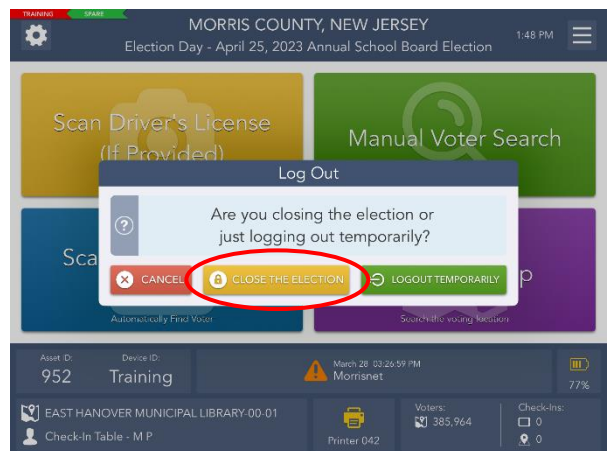 TRAINING SPARE
MORRIS COUNTY, NEW JERSEY
Election Day - April 25, 2023 Annual School Board Election
1:48 PM
Scan Driver's License
(If Provided)
Manual Voter Search
Log Out
Are you closing the election or
just logging out temporarily?
CANCEL
CLOSE THE ELECTION
LOGOUT TEMPORARILY
Sca
p
Automatically Find Voter
Search the voting location
Asset ID:
952
Device ID:
Training
March 28 03:26:59 PM
Morrisnet
77%
EAST HANOVER MUNICIPAL LIBRARY-00-01
Check-In Table - M P
Printer 042
Voters:
385,964
Check-Ins:
0
0